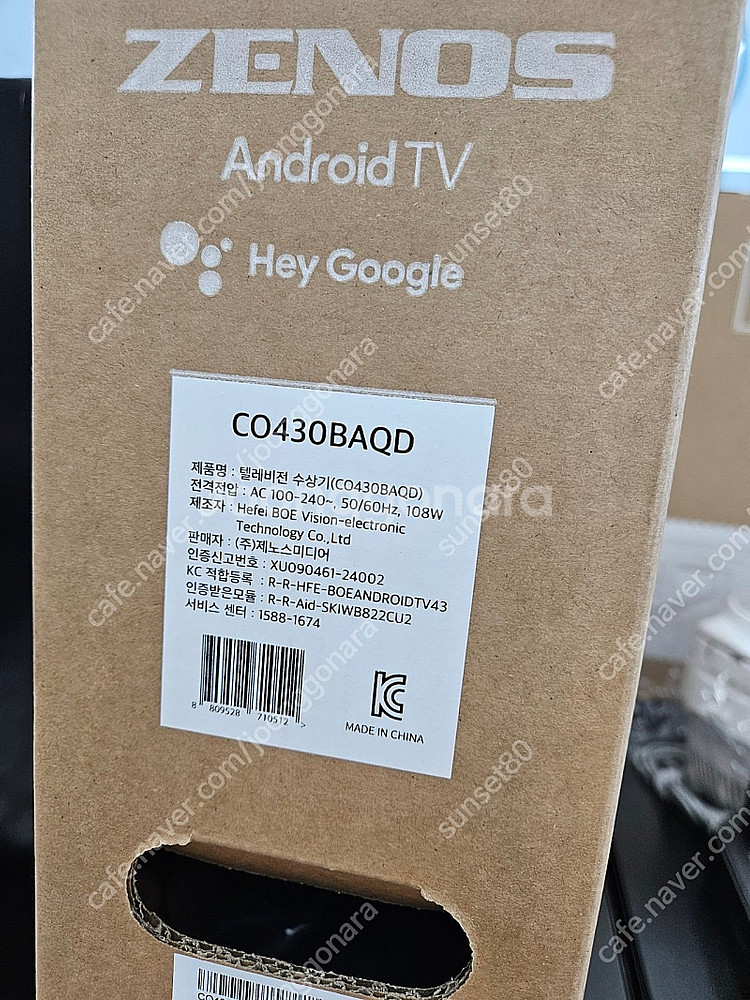 ZENOS
Android TV
Hey Google
CO430BAQD
제품명 : 텔레비전 수상기(CO430BAQD)
전격전압 : AC 100-240~, 50/60Hz, 108W
제조자 : Hefei BOE Vision-electronic
Technology Co.,Ltd
판매자 : (주)제노스미디어
인증신고번호 : XU090461-24002
KC 적합등록 : R-R-HFE-BOEANDROIDTV43
인증받은모듈 : R-R-Aid-SKIWB822CU2
서비스 센터 : 1588-1674
8 809528 710512 >
MADE IN CHINA
cafe.naver.com/joonggonara
sunset80